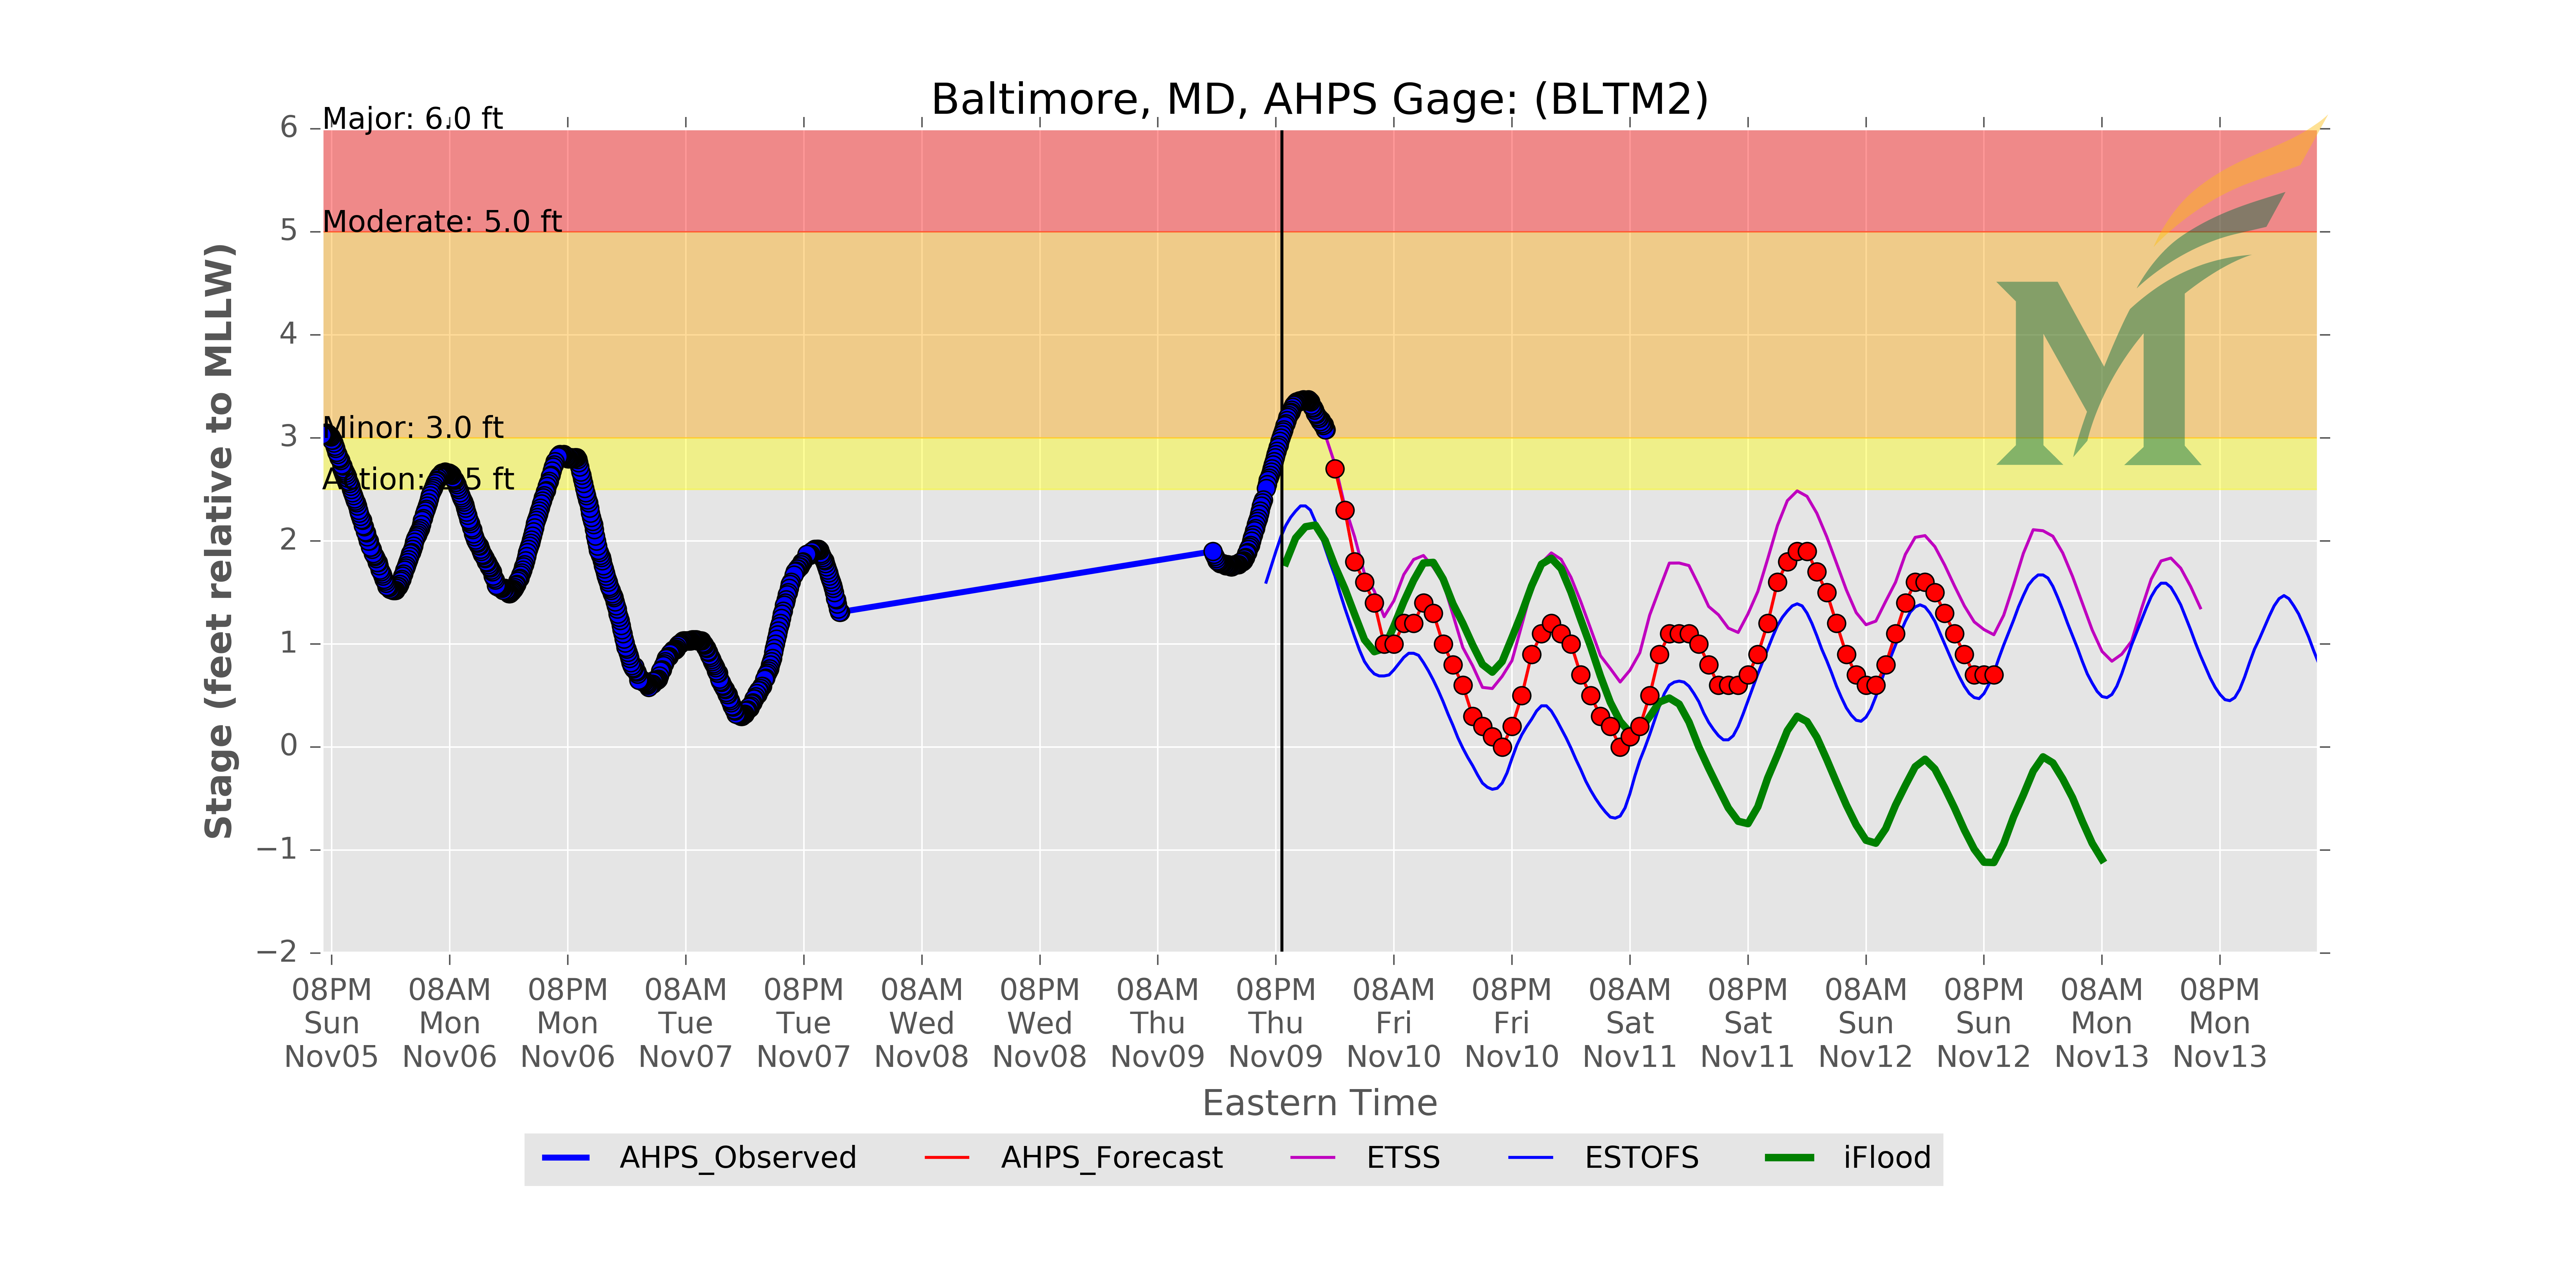 Baltimore, MD, AHPS Gage: (BLTM2)
Major: 6.0 ft
Moderate: 5.0 ft
Minor: 3.0 ft
Action: 2.5 ft
Stage (feet relative to MLLW)
6
5
4
3
2
1
0
−1
−2
08PM 08AM 08PM 08AM 08PM 08AM 08PM 08AM 08PM 08AM 08PM 08AM 08PM 08AM 08PM 08AM 08PM
Sun Mon Mon Tue Tue Wed Wed Thu Thu Fri Fri Sat Sat Sun Sun Mon Mon
Nov05 Nov06 Nov06 Nov07 Nov07 Nov08 Nov08 Nov09 Nov09 Nov10 Nov10 Nov11 Nov11 Nov12 Nov12 Nov13 Nov13
Eastern Time
AHPS_Observed AHPS_Forecast ETSS ESTOFS iFlood
M